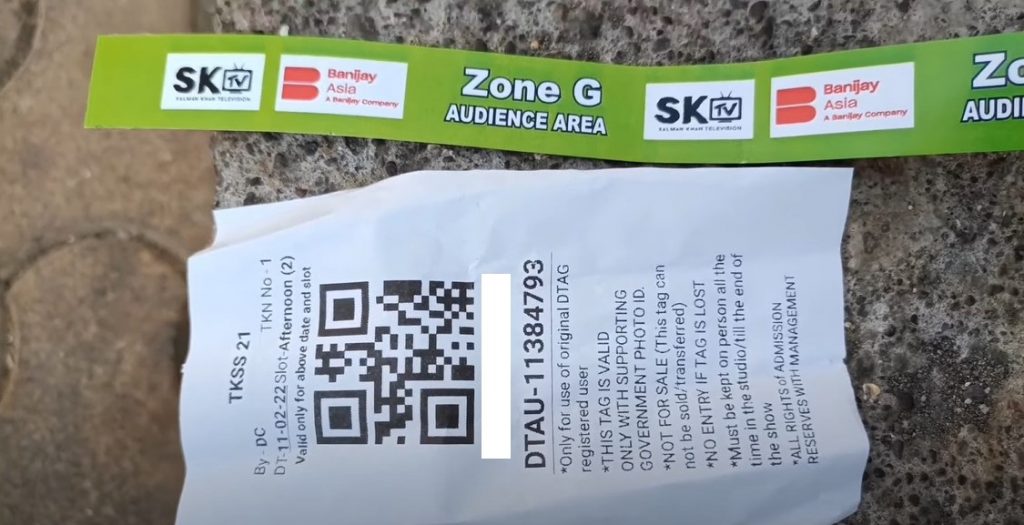 SK TV
SALMAN KHAN TELEVISION
Banijay
Asia
A Banijay Company
Zone G
AUDIENCE AREA
SK TV
SALMAN KHAN TELEVISION
Banijay
Asia
A Banijay Company
TKSS 21
By - DC TKN No - 1
DT-11-02-22Slot-Afternoon (2)
Valid only for above date and slot
DTAU-11384793
*Only for use of original DTAG
registered user
*THIS TAG IS VALID
ONLY WITH SUPPORTING
GOVERNMENT PHOTO ID.
*NOT FOR SALE (This tag can
not be sold/transferred)
*NO ENTRY IF TAG IS LOST
*Must be kept on person all the
time in the studio/till the end of
the show
*ALL RIGHTS of ADMISSION
RESERVES WITH MANAGEMENT